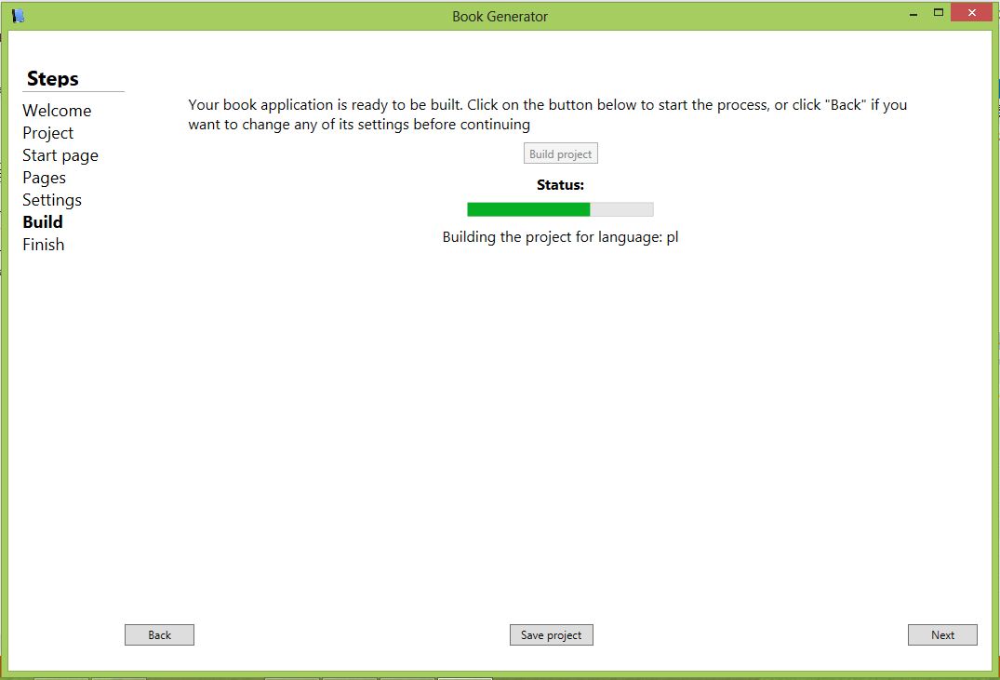 Book Generator
Steps
Welcome
Project
Start page
Pages
Settings
Build
Finish
Your book application is ready to be built. Click on the button below to start the process, or click "Back" if you
want to change any of its settings before continuing
Build project
Status:
Building the project for language: pl
Back
Save project
Next